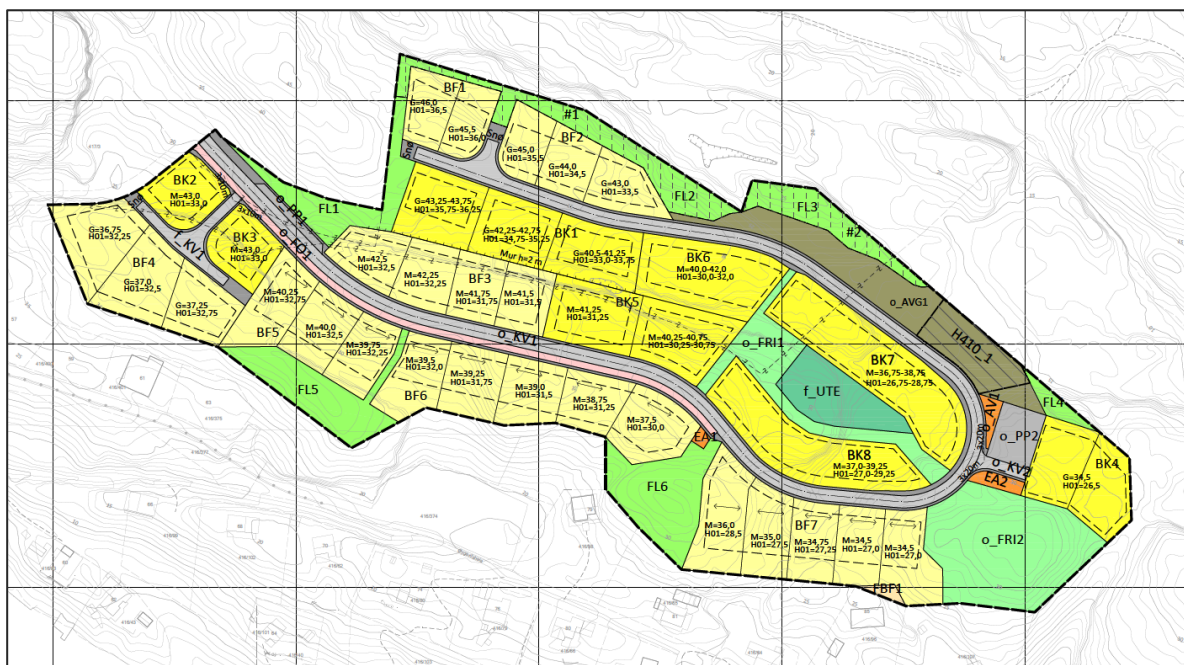 BF1
G=46,0
H01=36,5
G=45,5
H01=36,0
Snø
Snø
#1
BF2
G=45,0
H01=35,5
G=44,0
H01=34,5
G=43,0
H01=33,5
FL2
FL3
#2
BK2
M=43,0
H01=33,0
Snø
3x20m
3x10m
o_PP1
FL1
o_FO1
BK3
M=43,0
H01=33,0
f_KV1
G=36,75
H01=32,25
BF4
G=37,0
H01=32,5
G=37,25
H01=32,75
G=43,25-43,75
H01=35,75-36,25
G=42,25-42,75
H01=34,75-35,25
BK1
G=40,5-41,25
H01=33,0-33,75
Mur h=2 m
BK6
M=40,0-42,0
H01=30,0-32,0
M=42,5
H01=32,5
M=42,25
H01=32,25
BF3
M=41,75
H01=31,75
M=41,5
H01=31,5
BK5
M=41,25
H01=31,25
M=40,25-40,75
H01=30,25-30,75
o_AVG1
H410_1
BF5
M=40,25
H01=32,75
M=40,0
H01=32,5
M=39,75
H01=32,25
o_KV1
o_FRI1
BK7
M=36,75-38,75
H01=26,75-28,75
f_UTE
FL5
BF6
M=39,5
H01=32,0
M=39,25
H01=31,75
M=39,0
H01=31,5
M=38,75
H01=31,25
M=37,5
H01=30,0
EA1
FL4
o_AV1
o_PP2
3x20m
3x20m
o_KV2
EA2
BK8
M=37,0-39,25
H01=27,0-29,25
BK4
G=34,5
H01=26,5
FL6
BF7
M=36,0
H01=28,5
M=35,0
H01=27,5
M=34,75
H01=27,25
M=34,5
H01=27,0
M=34,5
H01=27,0
o_FRI2
FBF1